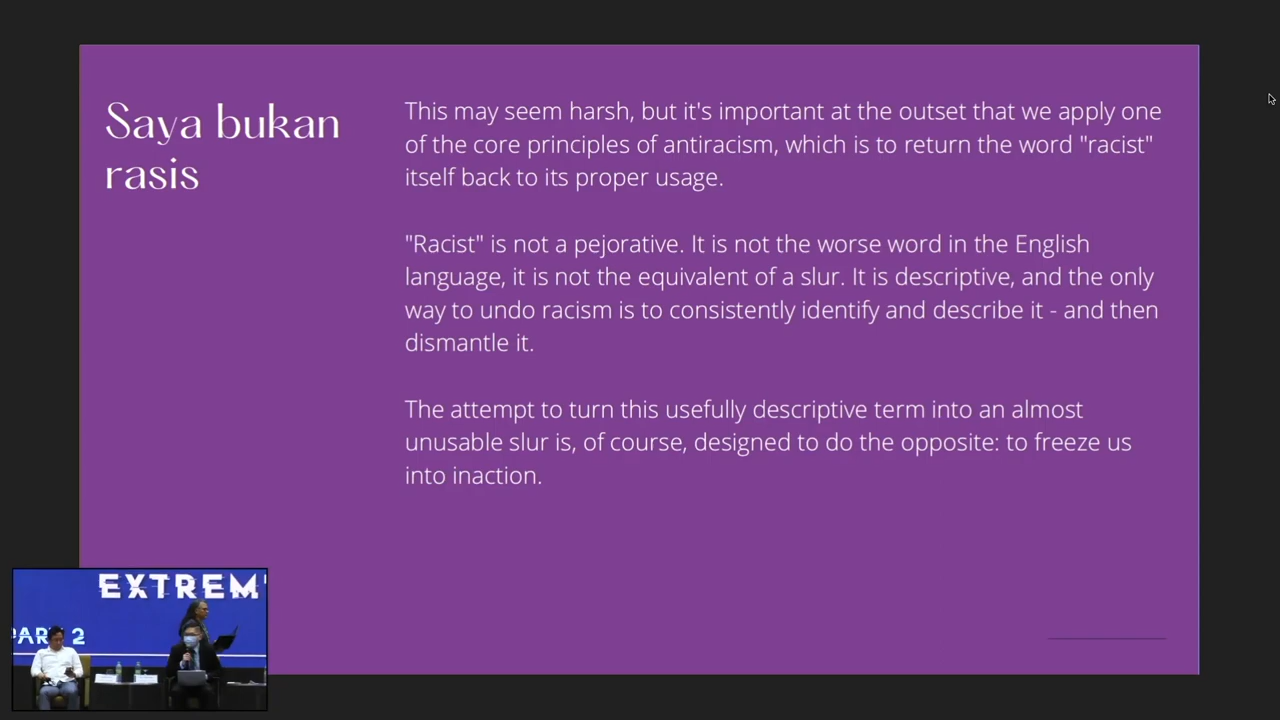 Saya bukan
rasis
This may seem harsh, but it's important at the outset that we apply one
of the core principles of antiracism, which is to return the word "racist"
itself back to its proper usage.
"Racist" is not a pejorative. It is not the worse word in the English
language, it is not the equivalent of a slur. It is descriptive, and the only
way to undo racism is to consistently identify and describe it - and then
dismantle it.
The attempt to turn this usefully descriptive term into an almost
unusable slur is, of course, designed to do the opposite: to freeze us
into inaction.
EXTREM
PART 2